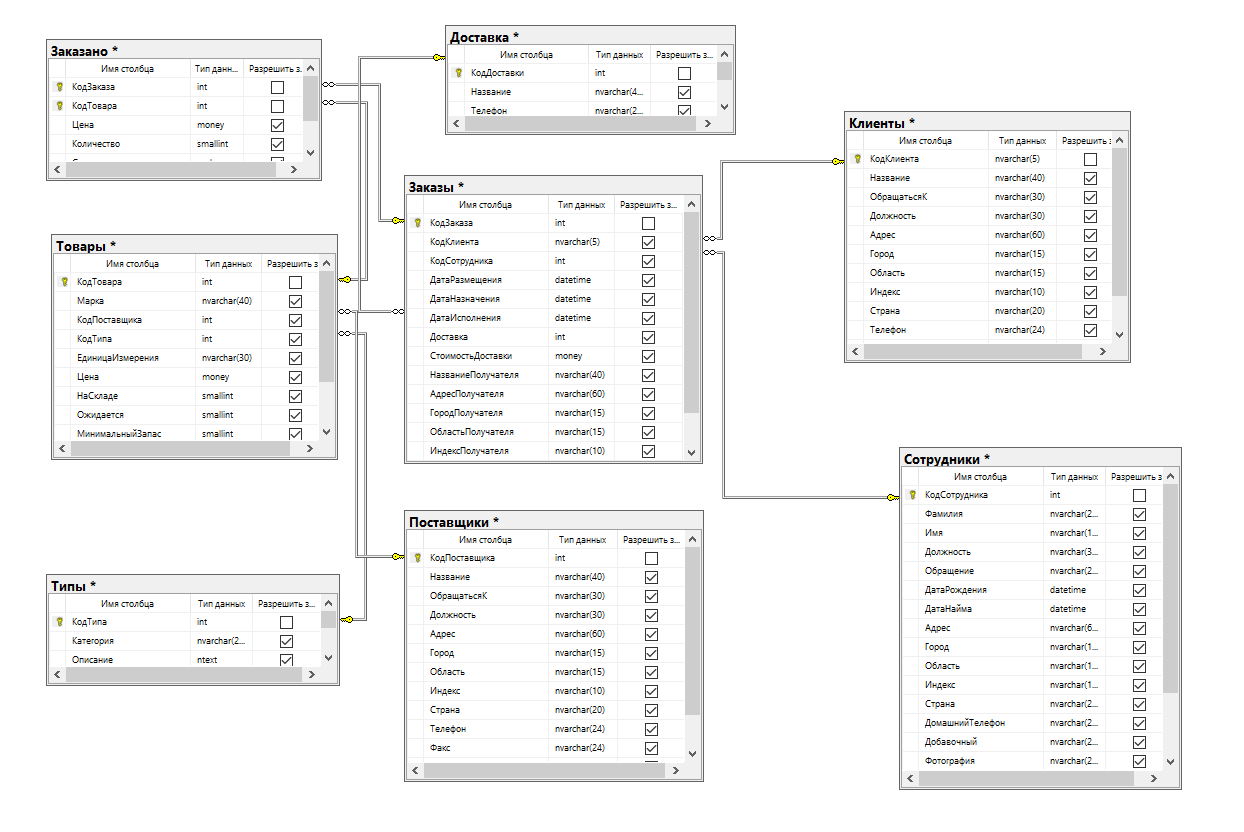 Заказано *
Имя столбца Тип данн... Разрешить з...
КодЗаказа int
КодТовара int
Цена money
Количество smallint
Доставка *
Имя столбца Тип данных Разрешить з...
КодДоставки int
Название nvarchar(4...
Телефон nvarchar(2...
Клиенты *
Имя столбца Тип данных Разрешить з
КодКлиента nvarchar(5)
Название nvarchar(40)
ОбращатьсяК nvarchar(30)
Должность nvarchar(30)
Адрес nvarchar(60)
Город nvarchar(15)
Область nvarchar(15)
Индекс nvarchar(10)
Страна nvarchar(20)
Телефон nvarchar(24)
Заказы *
Имя столбца Тип данных Разрешить з...
КодЗаказа int
КодКлиента nvarchar(5)
КодСотрудника int
ДатаРазмещения datetime
ДатаНазначения datetime
ДатаИсполнения datetime
Доставка int
СтоимостьДоставки money
НазваниеПолучателя nvarchar(40)
АдресПолучателя nvarchar(60)
ГородПолучателя nvarchar(15)
ОбластьПолучателя nvarchar(15)
ИндексПолучателя nvarchar(10)
Товары *
Имя столбца Тип данных Разрешить з
КодТовара int
Марка nvarchar(40)
КодПоставщика int
КодТипа int
ЕдиницаИзмерения nvarchar(30)
Цена money
НаСкладе smallint
Ожидается smallint
МинимальныйЗапас smallint
Сотрудники *
Имя столбца Тип данных Разрешить з
КодСотрудника int
Фамилия nvarchar(2...
Имя nvarchar(1...
Должность nvarchar(3...
Обращение nvarchar(2...
ДатаРождения datetime
ДатаНайма datetime
Адрес nvarchar(6...
Город nvarchar(1...
Область nvarchar(1...
Индекс nvarchar(1...
Страна nvarchar(2...
ДомашнийТелефон nvarchar(2...
Добавочный nvarchar(2...
Фотография nvarchar(2...
Поставщики *
Имя столбца Тип данных Разрешить з...
КодПоставщика int
Название nvarchar(40)
ОбращатьсяК nvarchar(30)
Должность nvarchar(30)
Адрес nvarchar(60)
Город nvarchar(15)
Область nvarchar(15)
Индекс nvarchar(10)
Страна nvarchar(20)
Телефон nvarchar(24)
Факс nvarchar(24)
Типы *
Имя столбца Тип данных Разрешить з...
КодТипа int
Категория nvarchar(2...
Описание ntext